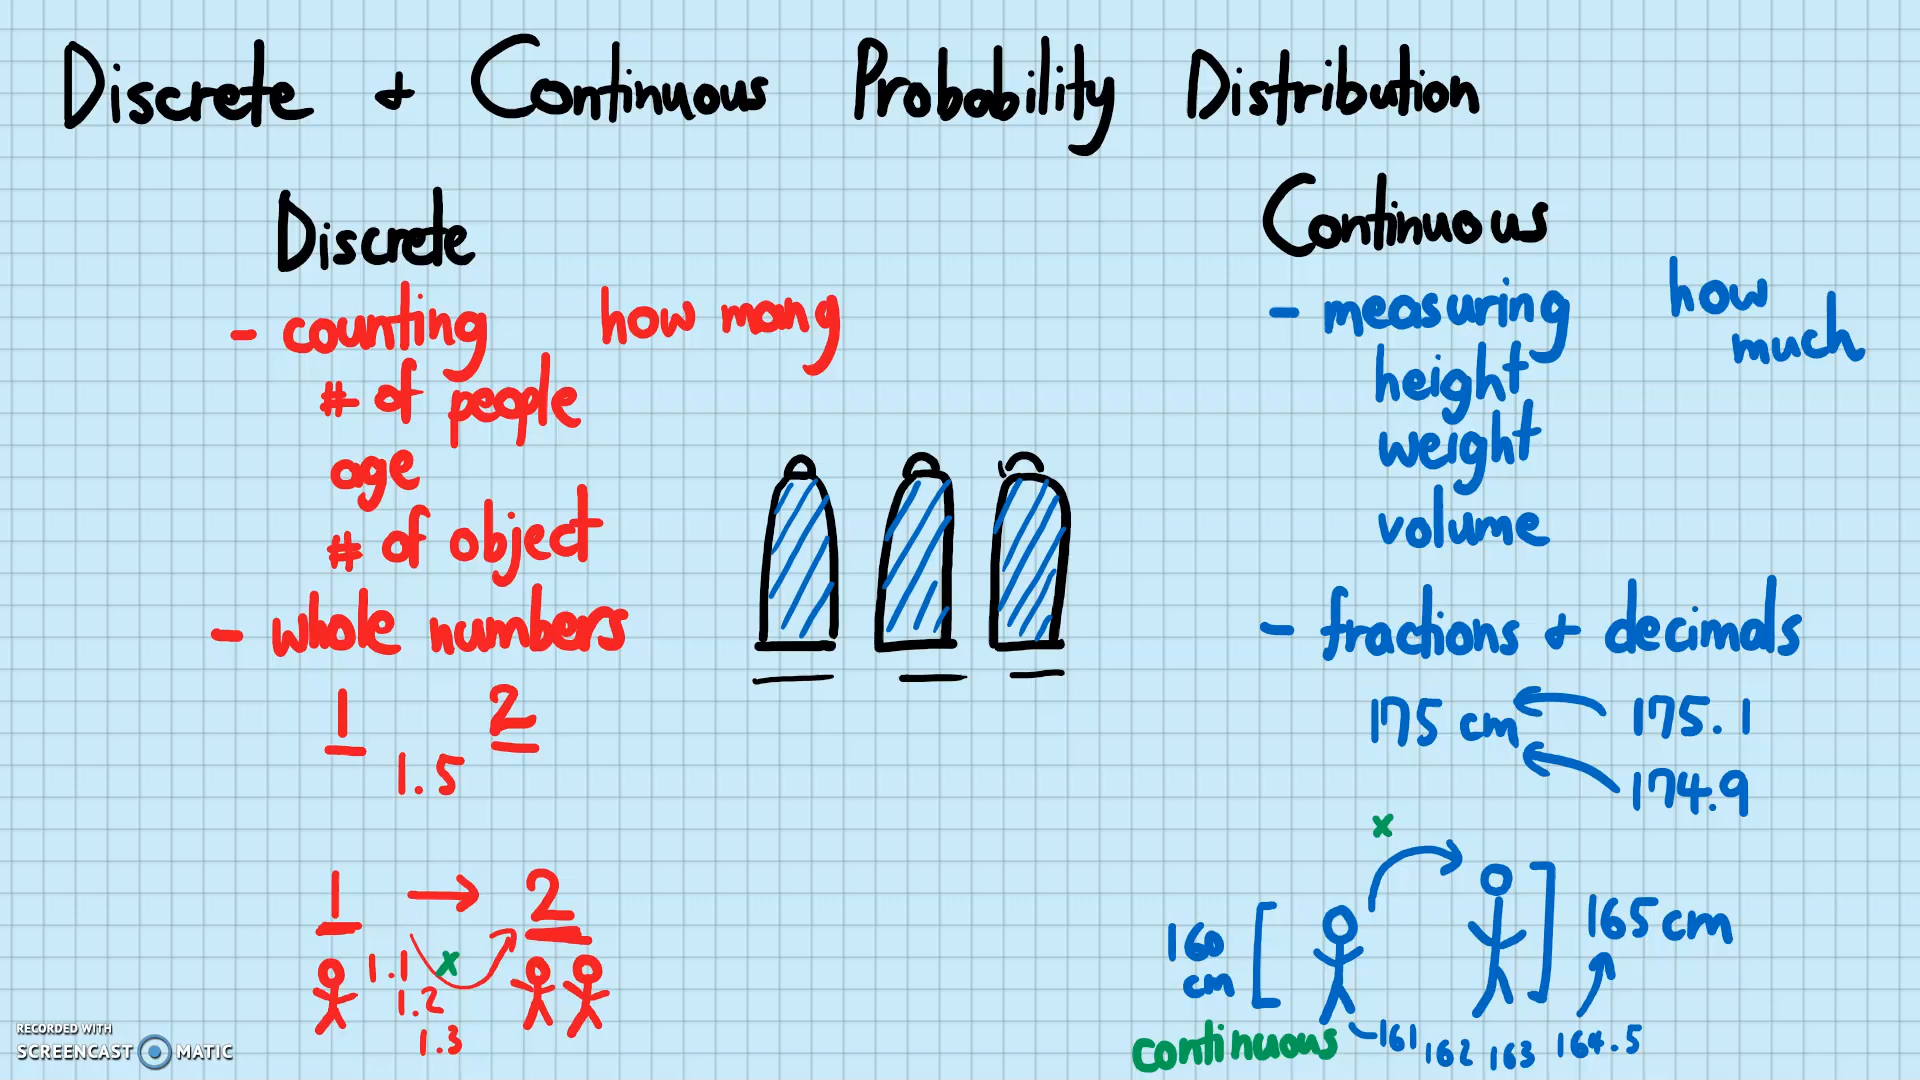 Discrete + Continuous Probability Distribution
Discrete
- counting how many
# of people
age
# of object
- whole numbers
1 2
1.5
1 → 2
1.1 x
1.2
1.3
Continuous
- measuring how much
height
weight
volume
- fractions + decimals
175 cm 175.1
174.9
x
160 cm
165 cm
continuous 161 162 163 164.5
RECORDED WITH
SCREENCAST MATIC